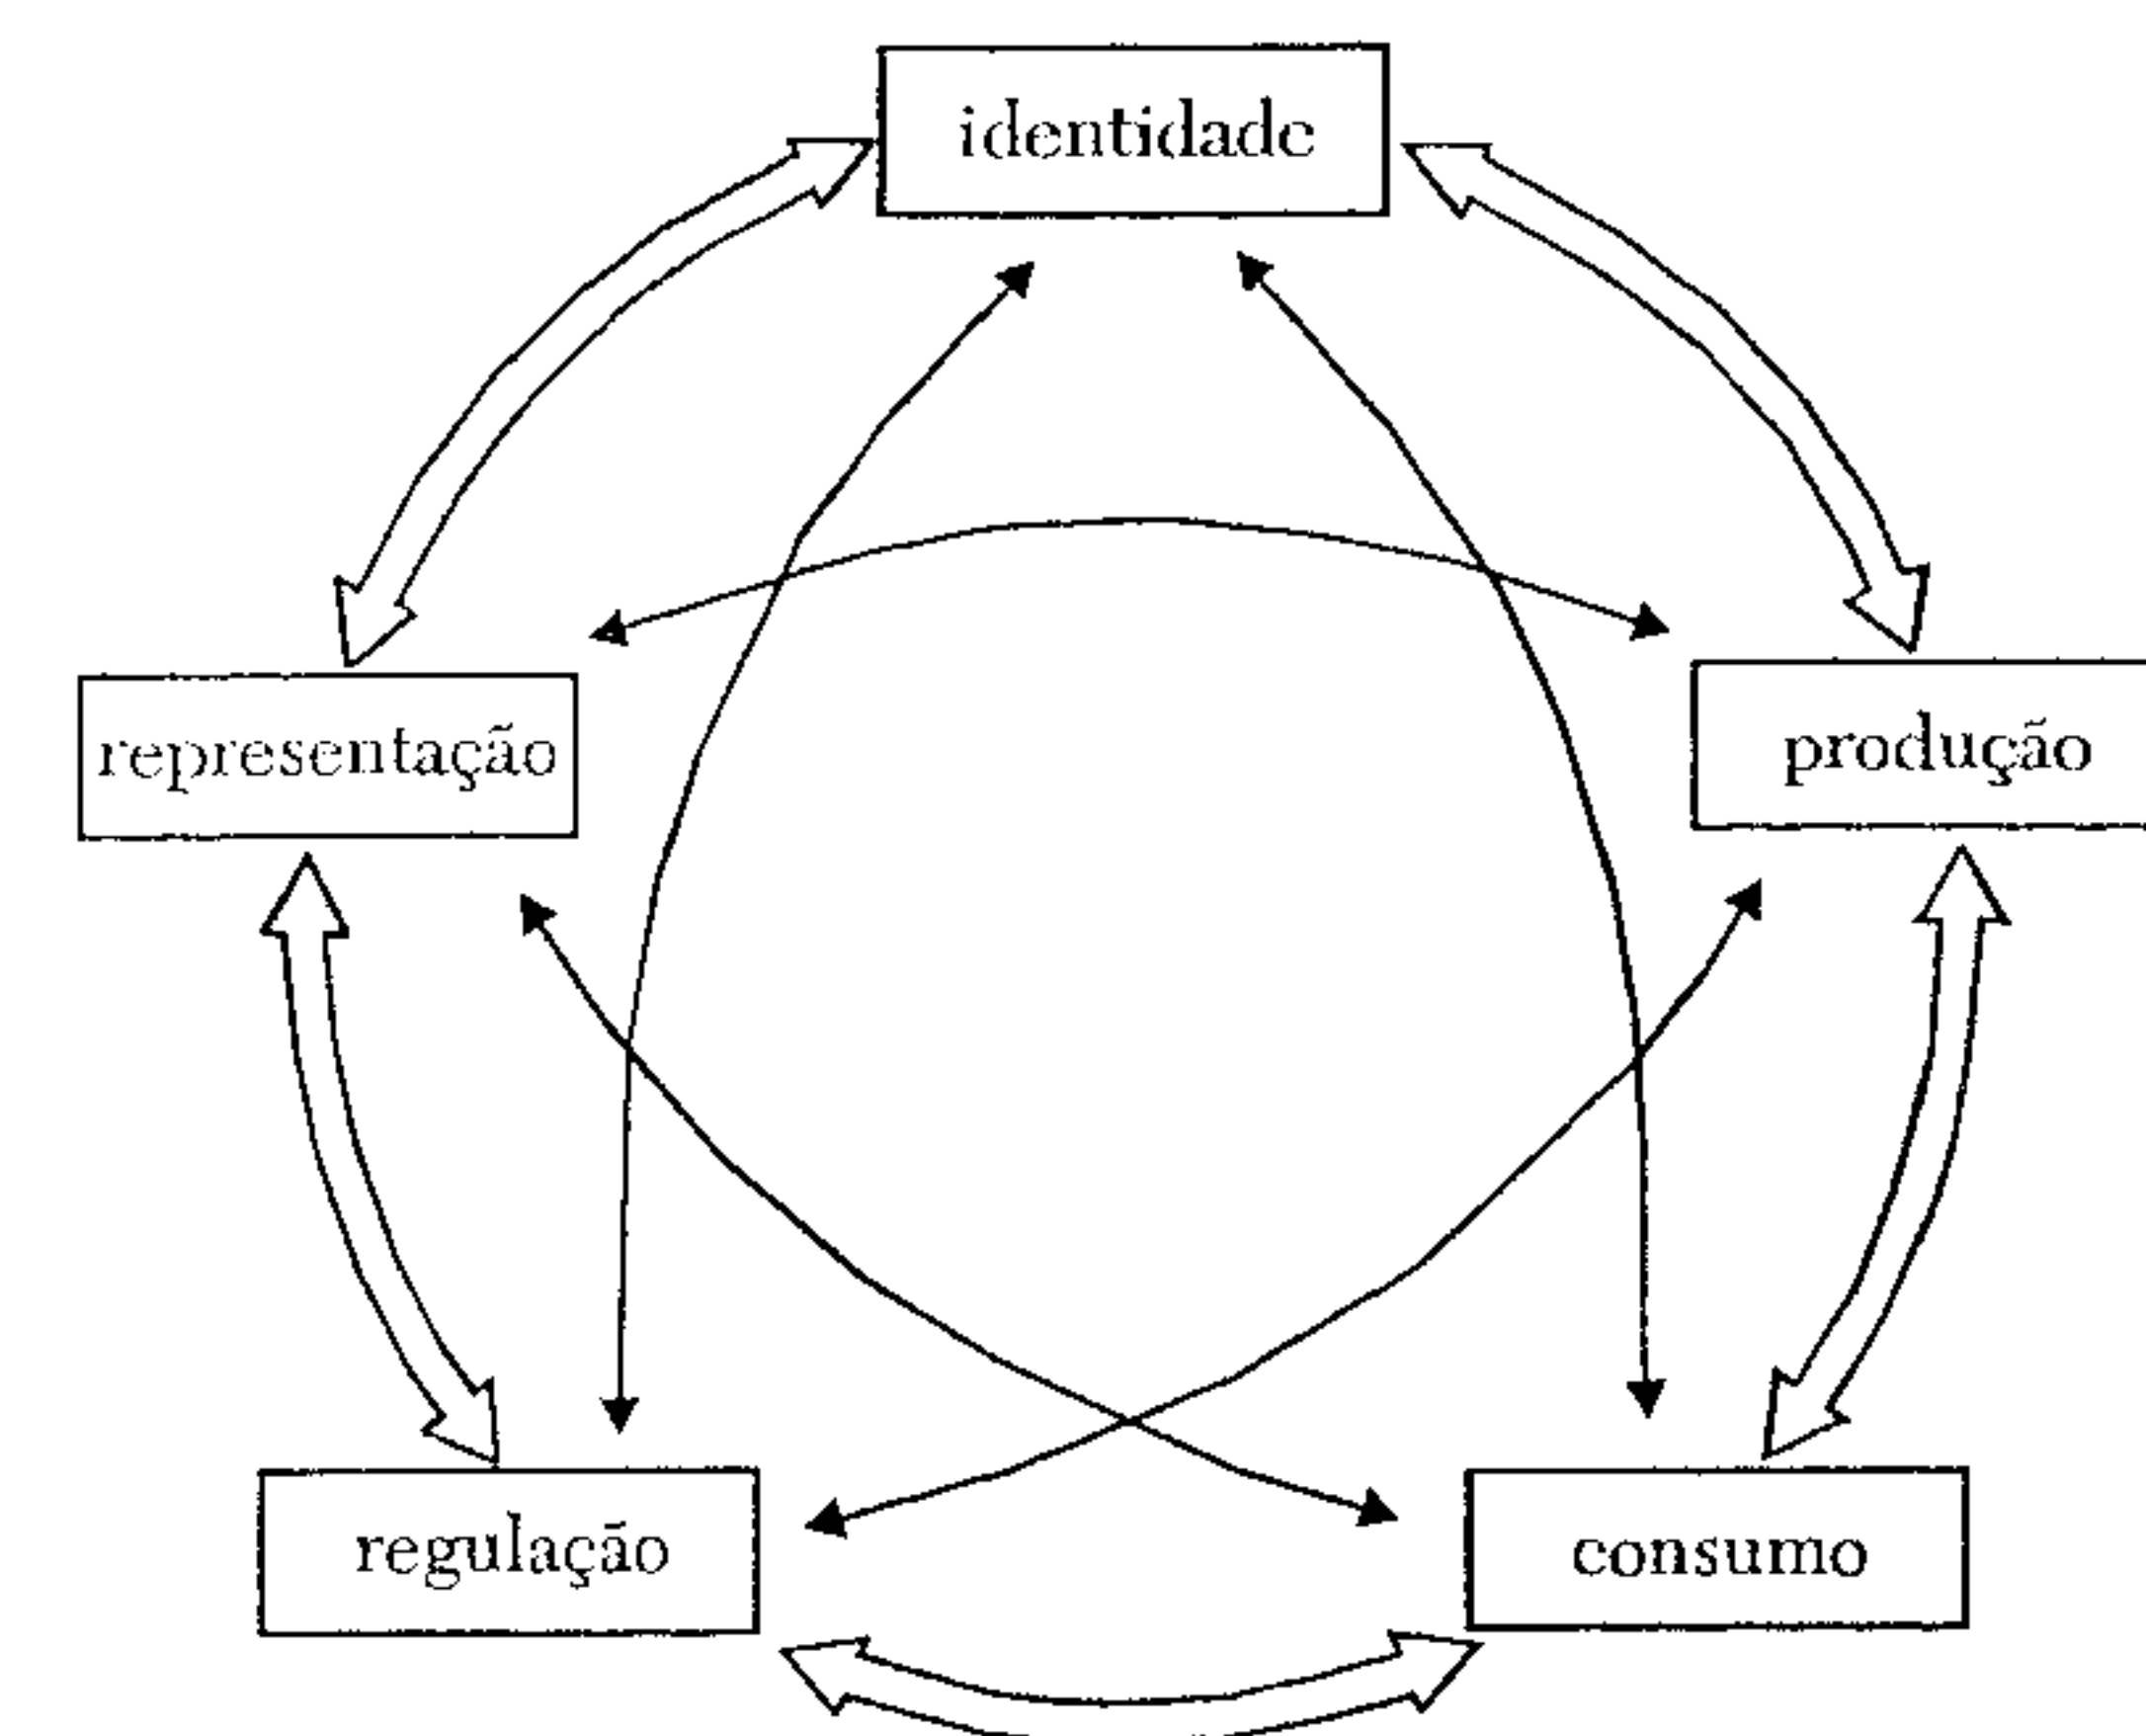 identidade
representação
produção
regulação
consumo